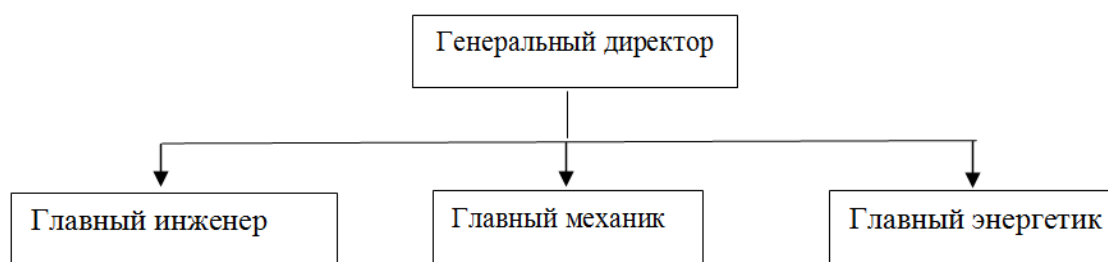 Генеральный директор
Главный инженер
Главный механик
Главный энергетик